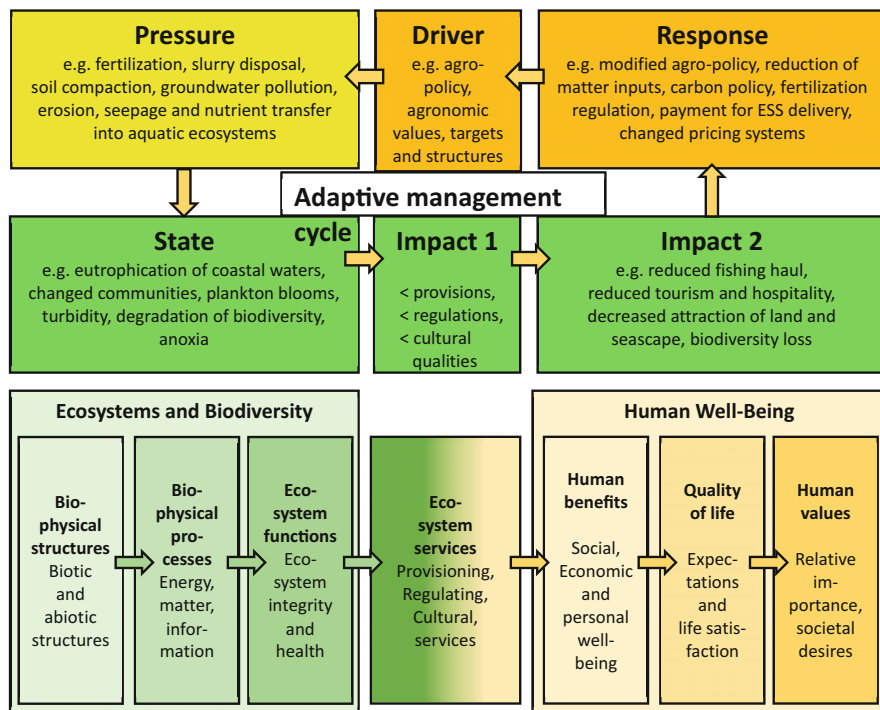 Pressure
e.g. fertilization, slurry disposal,
soil compaction, groundwater pollution,
erosion, seepage and nutrient transfer
into aquatic ecosystems
Driver
e.g. agro-
policy,
agronomic
values, targets
and structures
Response
e.g. modified agro-policy, reduction of
matter inputs, carbon policy, fertilization
regulation, payment for ESS delivery,
changed pricing systems
Adaptive management
cycle
State
e.g. eutrophication of coastal waters,
changed communities, plankton blooms,
turbidity, degradation of biodiversity,
anoxia
Impact 1
< provisions,
< regulations,
< cultural
qualities
Impact 2
e.g. reduced fishing haul,
reduced tourism and hospitality,
decreased attraction of land and
seascape, biodiversity loss
Ecosystems and Biodiversity
Bio-
physical
structures
Biotic
and
abiotic
structures
Bio-
physical
pro-
cesses
Energy,
matter,
infor-
mation
Eco-
system
functions
Eco-
system
integrity
and
health
Eco-
system
services
Provisioning,
Regulating,
Cultural,
services
Human Well-Being
Human
benefits
Social,
Economic
and
personal
well-
being
Quality
of life
Expec-
tations
and
life satis-
faction
Human
values
Relative
im-
portance,
societal
desires